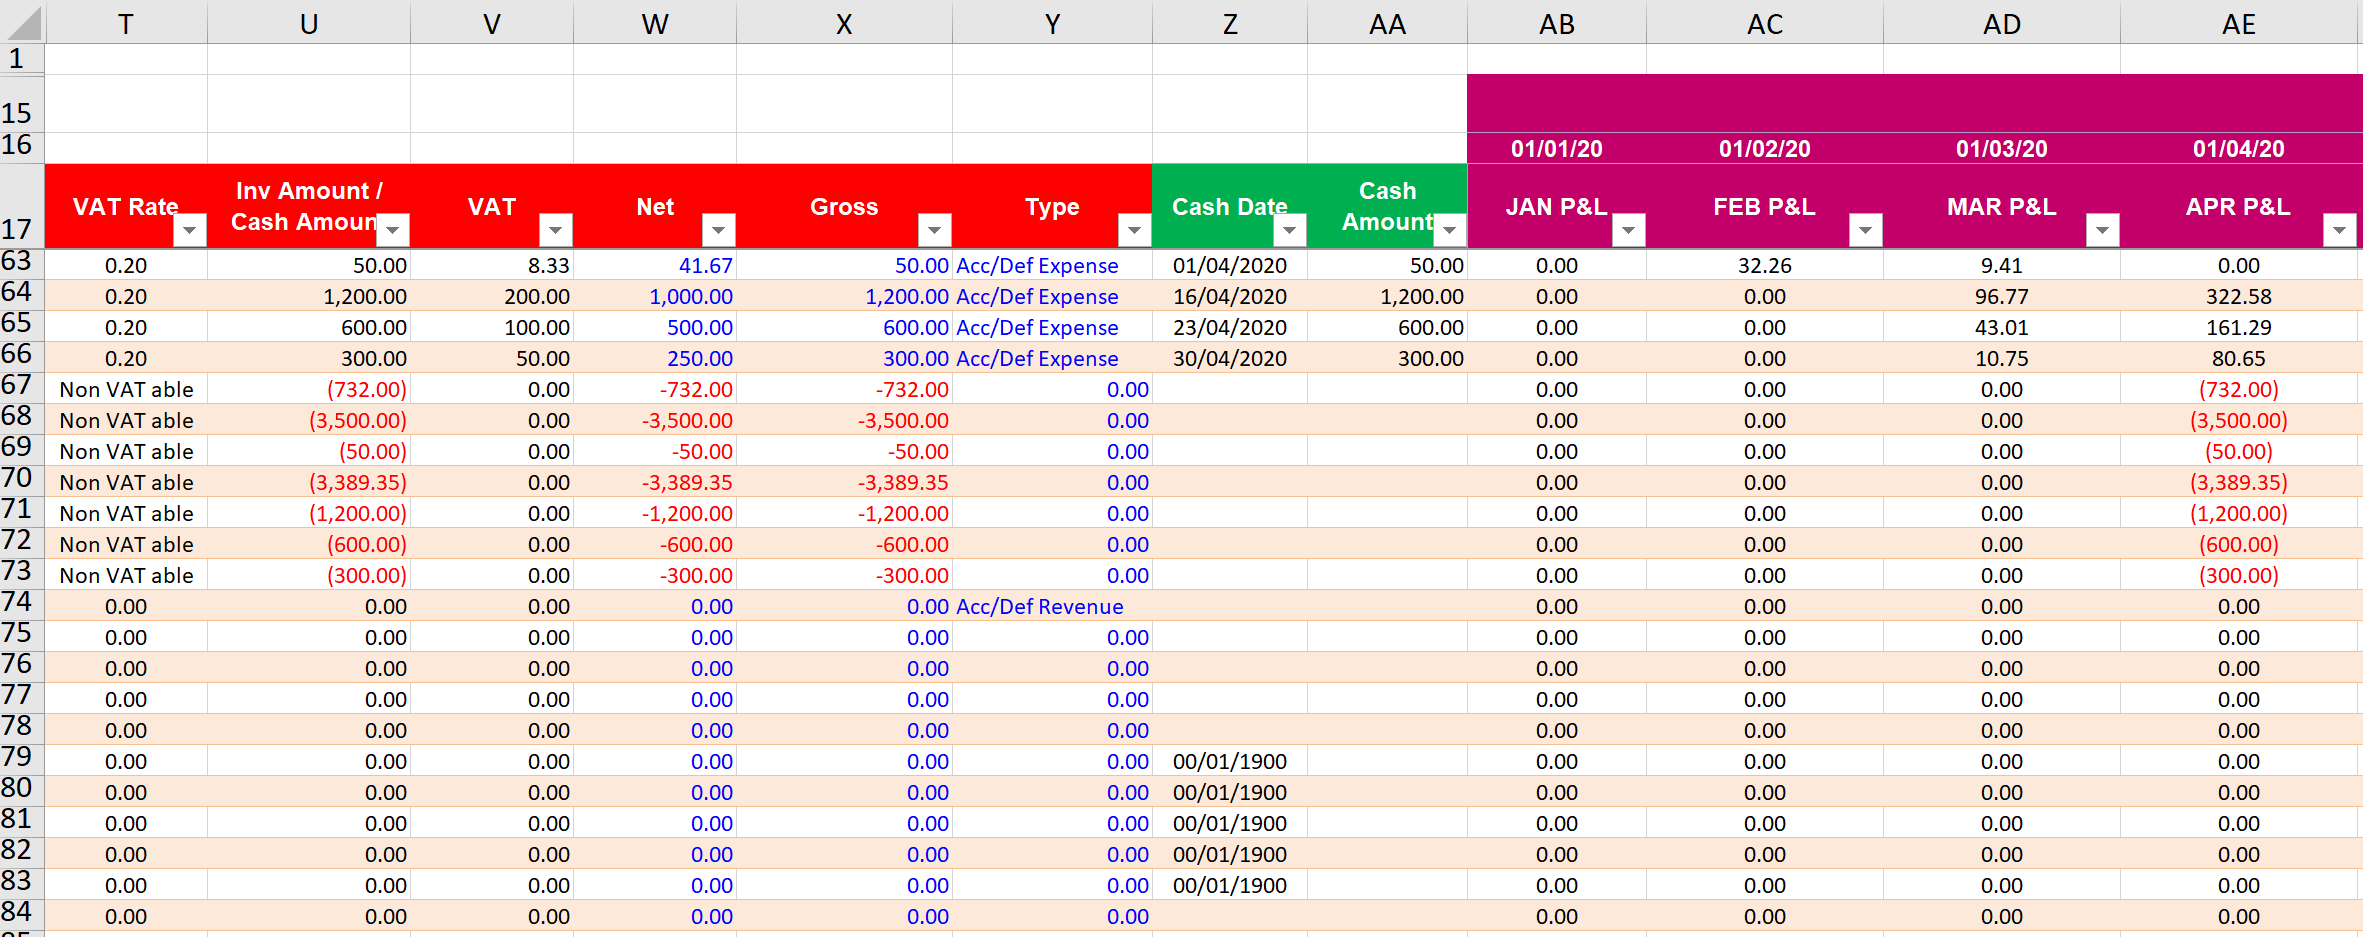 T U V W X Y Z AA AB AC AD AE
1
15
16 01/01/20 01/02/20 01/03/20 01/04/20
17 VAT Rate Inv Amount / Cash Amoun VAT Net Gross Type Cash Date Cash Amount JAN P&L FEB P&L MAR P&L APR P&L
63 0.20 50.00 8.33 41.67 50.00 Acc/Def Expense 01/04/2020 50.00 0.00 32.26 9.41 0.00
64 0.20 1,200.00 200.00 1,000.00 1,200.00 Acc/Def Expense 16/04/2020 1,200.00 0.00 0.00 96.77 322.58
65 0.20 600.00 100.00 500.00 600.00 Acc/Def Expense 23/04/2020 600.00 0.00 0.00 43.01 161.29
66 0.20 300.00 50.00 250.00 300.00 Acc/Def Expense 30/04/2020 300.00 0.00 0.00 10.75 80.65
67 Non VAT able (732.00) 0.00 -732.00 -732.00 0.00 0.00 0.00 0.00 (732.00)
68 Non VAT able (3,500.00) 0.00 -3,500.00 -3,500.00 0.00 0.00 0.00 0.00 (3,500.00)
69 Non VAT able (50.00) 0.00 -50.00 -50.00 0.00 0.00 0.00 0.00 (50.00)
70 Non VAT able (3,389.35) 0.00 -3,389.35 -3,389.35 0.00 0.00 0.00 0.00 (3,389.35)
71 Non VAT able (1,200.00) 0.00 -1,200.00 -1,200.00 0.00 0.00 0.00 0.00 (1,200.00)
72 Non VAT able (600.00) 0.00 -600.00 -600.00 0.00 0.00 0.00 0.00 (600.00)
73 Non VAT able (300.00) 0.00 -300.00 -300.00 0.00 0.00 0.00 0.00 (300.00)
74 0.00 0.00 0.00 0.00 0.00 Acc/Def Revenue 0.00 0.00 0.00 0.00
75 0.00 0.00 0.00 0.00 0.00 0.00 0.00 0.00 0.00 0.00
76 0.00 0.00 0.00 0.00 0.00 0.00 0.00 0.00 0.00 0.00
77 0.00 0.00 0.00 0.00 0.00 0.00 0.00 0.00 0.00 0.00
78 0.00 0.00 0.00 0.00 0.00 0.00 0.00 0.00 0.00 0.00
79 0.00 0.00 0.00 0.00 0.00 0.00 00/01/1900 0.00 0.00 0.00 0.00
80 0.00 0.00 0.00 0.00 0.00 0.00 00/01/1900 0.00 0.00 0.00 0.00
81 0.00 0.00 0.00 0.00 0.00 0.00 00/01/1900 0.00 0.00 0.00 0.00
82 0.00 0.00 0.00 0.00 0.00 0.00 00/01/1900 0.00 0.00 0.00 0.00
83 0.00 0.00 0.00 0.00 0.00 0.00 00/01/1900 0.00 0.00 0.00 0.00
84 0.00 0.00 0.00 0.00 0.00 0.00 0.00 0.00 0.00 0.00